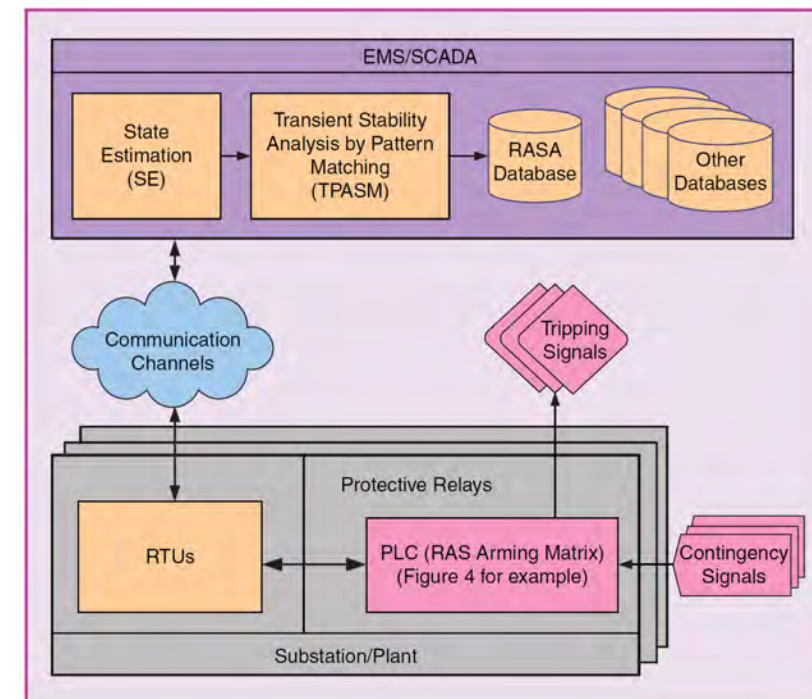 EMS/SCADA
State
Estimation
(SE)
Transient Stability
Analysis by Pattern
Matching
(TPASM)
RASA
Database
Other
Databases
Communication
Channels
Tripping
Signals
Protective Relays
RTUs
PLC (RAS Arming Matrix)
(Figure 4 for example)
Contingency
Signals
Substation/Plant